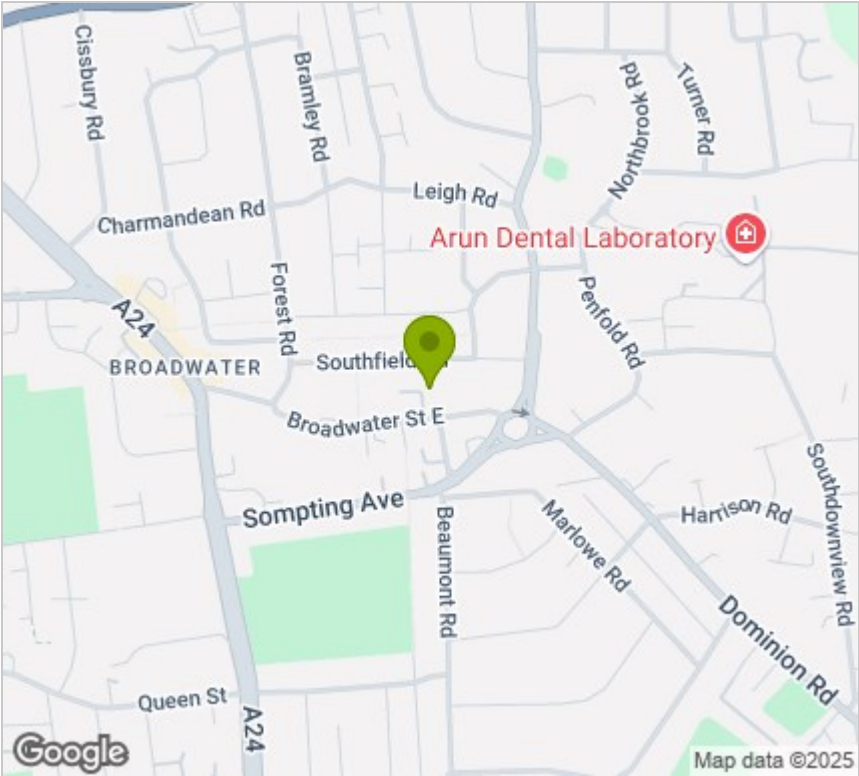 Cissbury Rd
Bramley Rd
Northbrook Rd
Turner Rd
Leigh Rd
Charmandean Rd
Arun Dental Laboratory
Forest Rd
Penfold Rd
A24
BROADWATER
Southfield
Broadwater St E
Sompting Ave
Beaumont Rd
Marlowe Rd
Harrison Rd
Southdownview Rd
Dominion Rd
Queen St
A24
Google
Map data ©2025